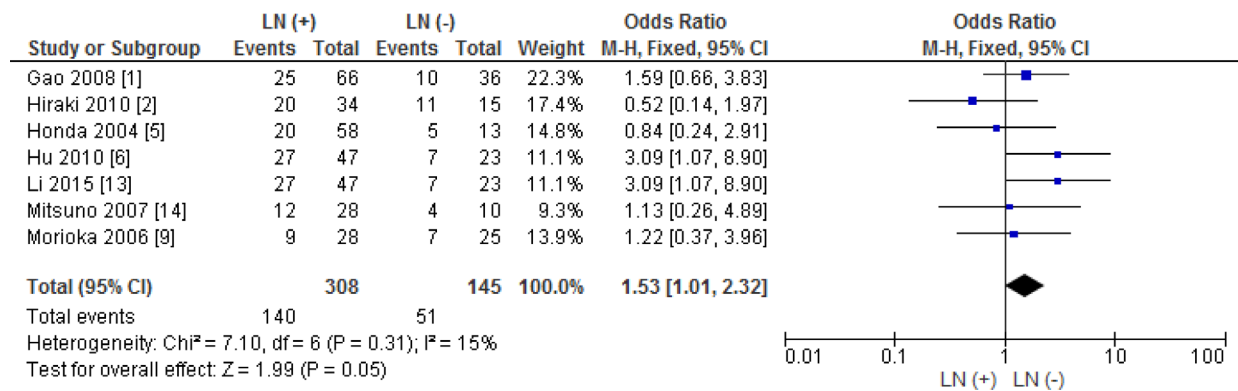 LN (+) LN (-) Odds Ratio Odds Ratio
Study or Subgroup Events Total Events Total Weight M-H, Fixed, 95% CI M-H, Fixed, 95% CI
Gao 2008 [1] 25 66 10 36 22.3% 1.59 [0.66, 3.83]
Hiraki 2010 [2] 20 34 11 15 17.4% 0.52 [0.14, 1.97]
Honda 2004 [5] 20 58 5 13 14.8% 0.84 [0.24, 2.91]
Hu 2010 [6] 27 47 7 23 11.1% 3.09 [1.07, 8.90]
Li 2015 [13] 27 47 7 23 11.1% 3.09 [1.07, 8.90]
Mitsuno 2007 [14] 12 28 4 10 9.3% 1.13 [0.26, 4.89]
Morioka 2006 [9] 9 28 7 25 13.9% 1.22 [0.37, 3.96]
Total (95% CI) 308 145 100.0% 1.53 [1.01, 2.32]
Total events 140 51
Heterogeneity: Chi² = 7.10, df = 6 (P = 0.31); I² = 15%
Test for overall effect: Z = 1.99 (P = 0.05)
0.01 0.1 1 10 100
LN (+) LN (-)